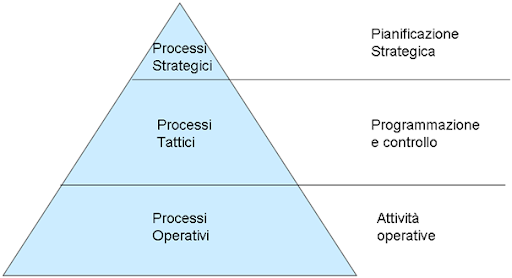 Processi
Strategici
Pianificazione
Strategica
Processi
Tattici
Programmazione
e controllo
Processi
Operativi
Attività
operative